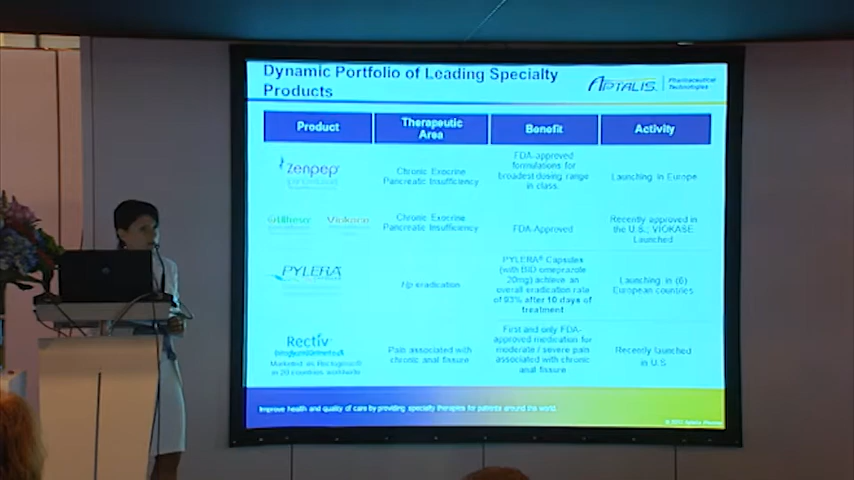 Dynamic Portfolio of Leading Specialty
Products
APTALIS
Pharmaceutical
Technologies
Product
Therapeutic
Area
Benefit
Activity
zenpep
Chronic Exocrine
Pancreatic Insufficiency
FDA-approved
formulations for
broadest dosing range
in class.
Launching in Europe
Ultresa
Viokace
Chronic Exocrine
Pancreatic Insufficiency
FDA-Approved
Recently approved in
the U.S.; VIOKASE
Launched
PYLERA
Hp eradication
PYLERA® Capsules
(with BID omeprazole
20mg) achieve an
overall eradication rate
of 93% after 10 days of
treatment
Launching in (6)
European countries
Rectiv
Marketed as Rectogesic®
in 20 countries worldwide
Pain associated with
chronic anal fissure
First and only FDA-
approved medication for
moderate / severe pain
associated with chronic
anal fissure
Recently launched
in U.S
Improve health and quality of care by providing specialty therapies for patients around the world.